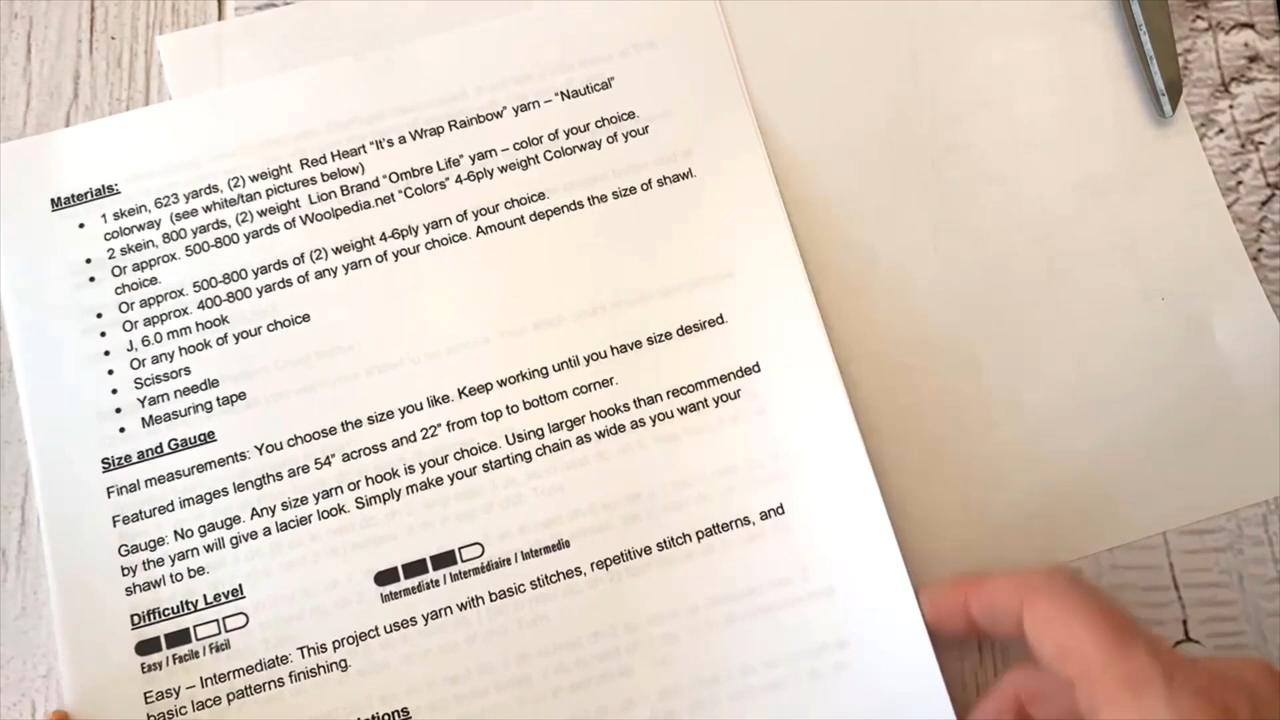 Materials:
1 skein, 623 yards, (2) weight Red Heart “It’s a Wrap Rainbow” yarn – “Nautical”
colorway (see white/tan pictures below)
2 skein, 800 yards, (2) weight Lion Brand “Ombre Life” yarn – color of your choice.
Or approx. 500-800 yards of Woolpedia.net “Colors” 4-6ply weight Colorway of your
choice.
Or approx. 500-800 yards of (2) weight 4-6ply yarn of your choice.
Or approx. 400-800 yards of any yarn of your choice. Amount depends the size of shawl.
J, 6.0 mm hook
Or any hook of your choice
Scissors
Yarn needle
Measuring tape
Size and Gauge
Final measurements: You choose the size you like. Keep working until you have size desired.
Featured images lengths are 54” across and 22” from top to bottom corner.
Gauge: No gauge. Any size yarn or hook is your choice. Using larger hooks than recommended
by the yarn will give a lacier look. Simply make your starting chain as wide as you want your
shawl to be.
Difficulty Level
Easy / Facile / Fácil
Intermediate / Intermédiaire / Intermedio
Easy – Intermediate: This project uses yarn with basic stitches, repetitive stitch patterns, and
basic lace patterns finishing.